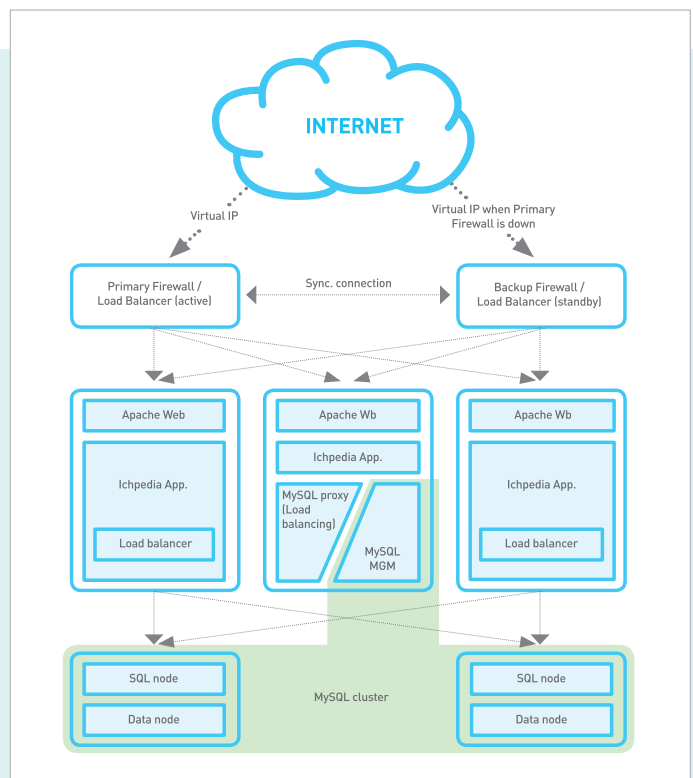 INTERNET
Virtual IP
Virtual IP when Primary
Firewall is down
Primary Firewall /
Load Balancer (active)
Sync. connection
Backup Firewall /
Load Balancer (standby)
Apache Web
Apache Wb
Apache Wb
Ichpedia App.
Load balancer
Ichpedia App.
MySQL proxy
(Load
balancing)
MySQL
MGM
Ichpedia App.
Load balancer
SQL node
Data node
MySQL cluster
SQL node
Data node